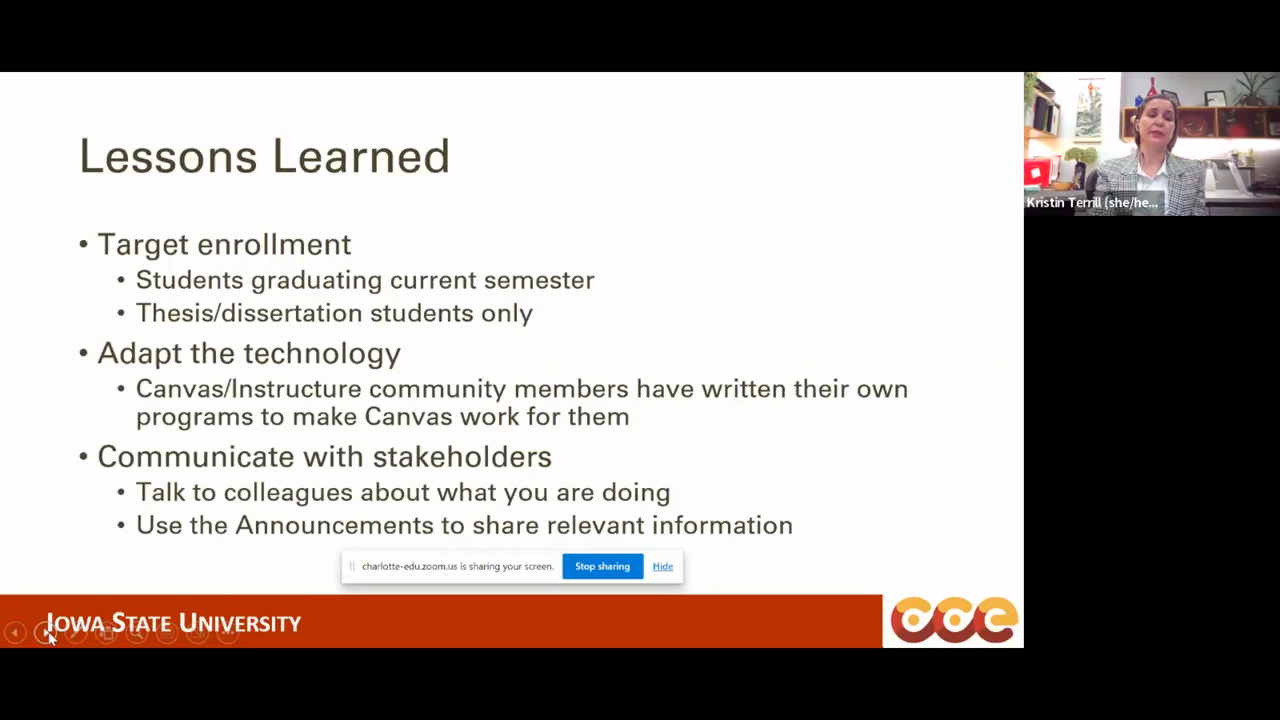 Lessons Learned
• Target enrollment
• Students graduating current semester
• Thesis/dissertation students only
• Adapt the technology
• Canvas/Instructure community members have written their own
programs to make Canvas work for them
• Communicate with stakeholders
• Talk to colleagues about what you are doing
• Use the Announcements to share relevant information
charlotte-edu.zoom.us is sharing your screen. Stop sharing Hide
IOWA STATE UNIVERSITY
cce
Kristin Terrill (she/he...